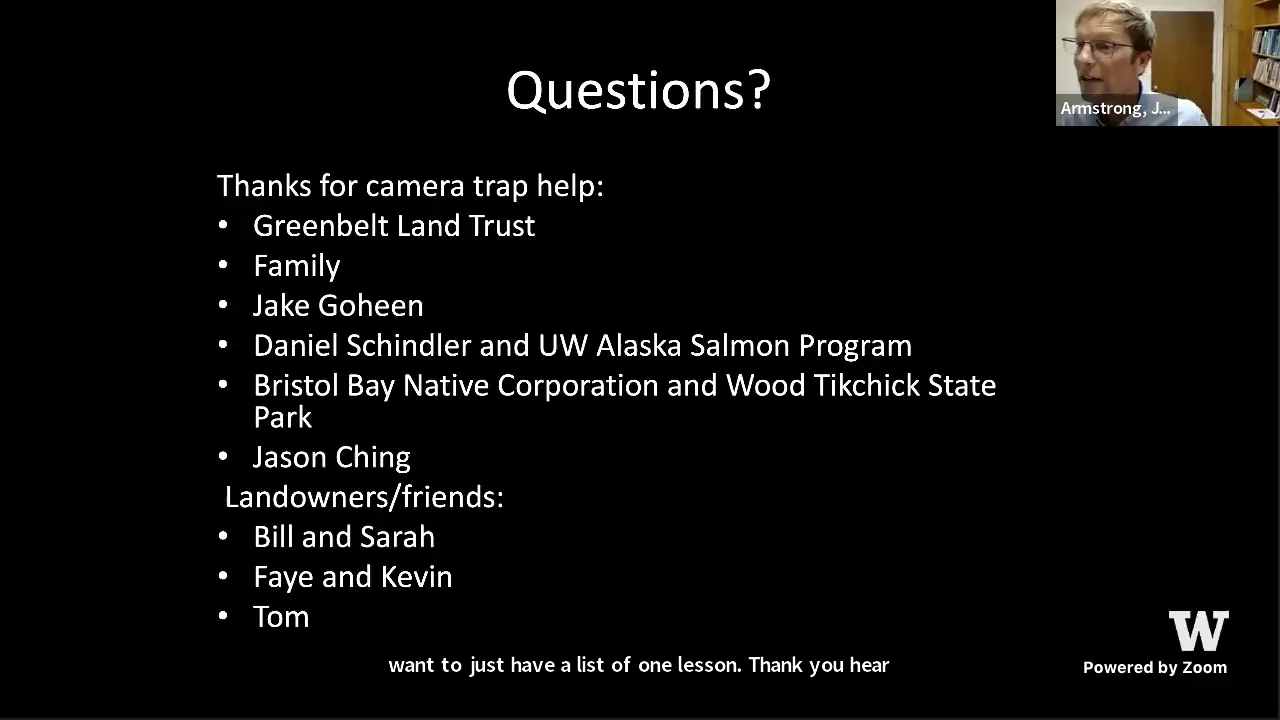 Questions?
Armstrong, J...
Thanks for camera trap help:
• Greenbelt Land Trust
• Family
• Jake Goheen
• Daniel Schindler and UW Alaska Salmon Program
• Bristol Bay Native Corporation and Wood Tikchick State
Park
• Jason Ching
Landowners/friends:
• Bill and Sarah
• Faye and Kevin
• Tom
W
want to just have a list of one lesson. Thank you hear
Powered by Zoom